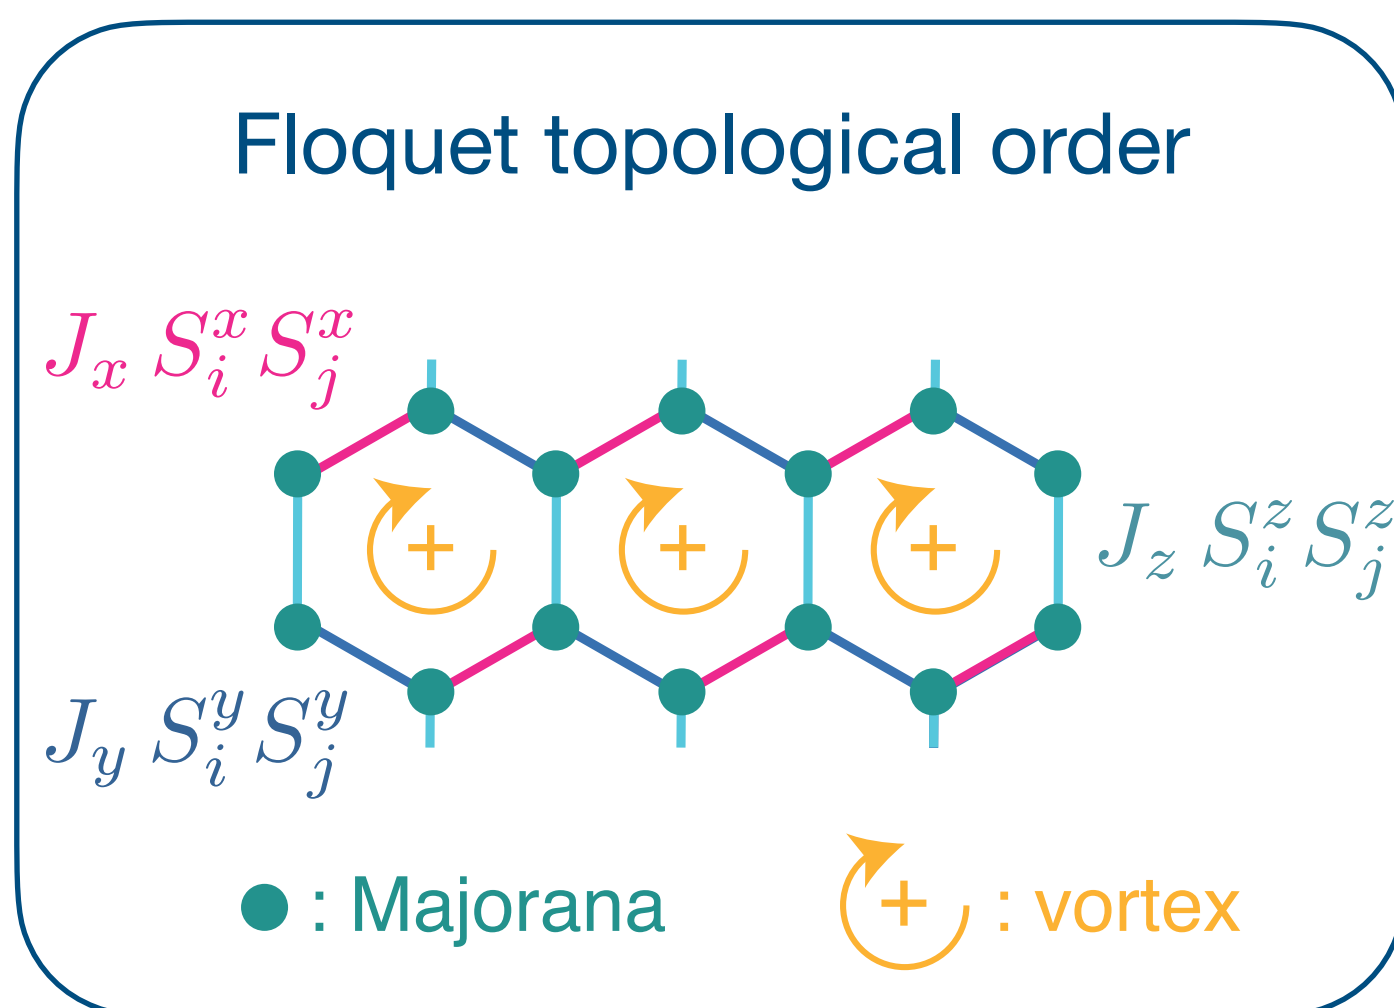 Floquet topological order
$J_x \, S_i^x S_j^x$
+ + +
$J_z \, S_i^z S_j^z$
$J_y \, S_i^y S_j^y$
: Majorana
+ : vortex